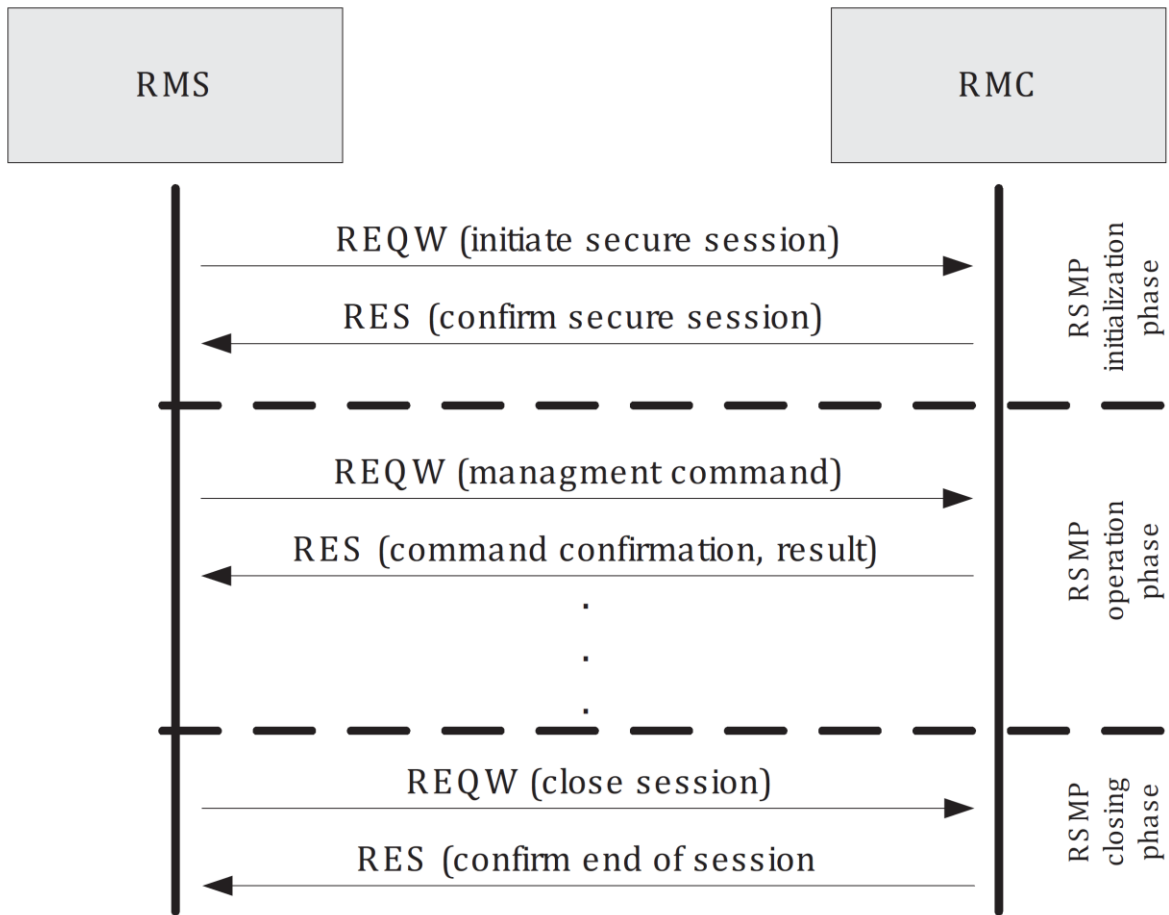 RMS
RMC
REQW (initiate secure session)
RES (confirm secure session)
RSMP
initialization
phase
REQW (managment command)
RES (command confirmation, result)
.
.
.
RSMP
operation
phase
REQW (close session)
RES (confirm end of session
RSMP
closing
phase